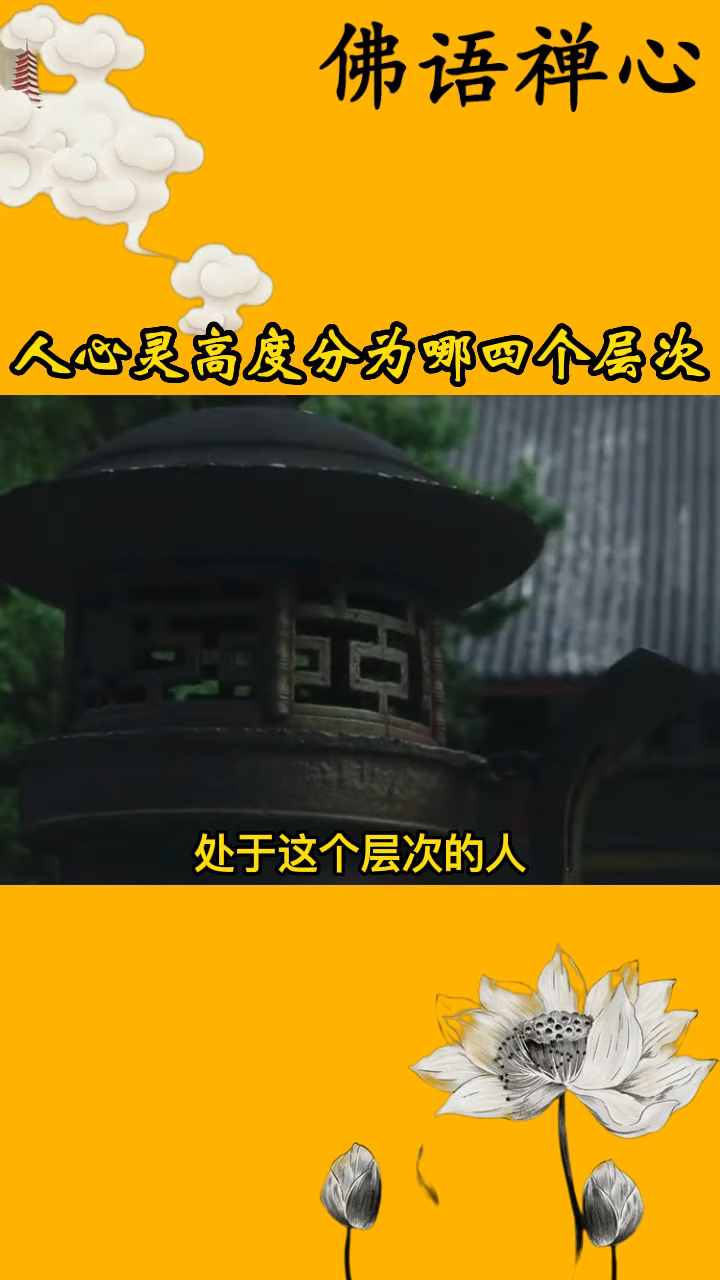 佛语禅心
人心灵高度分为哪四个层次
处于这个层次的人